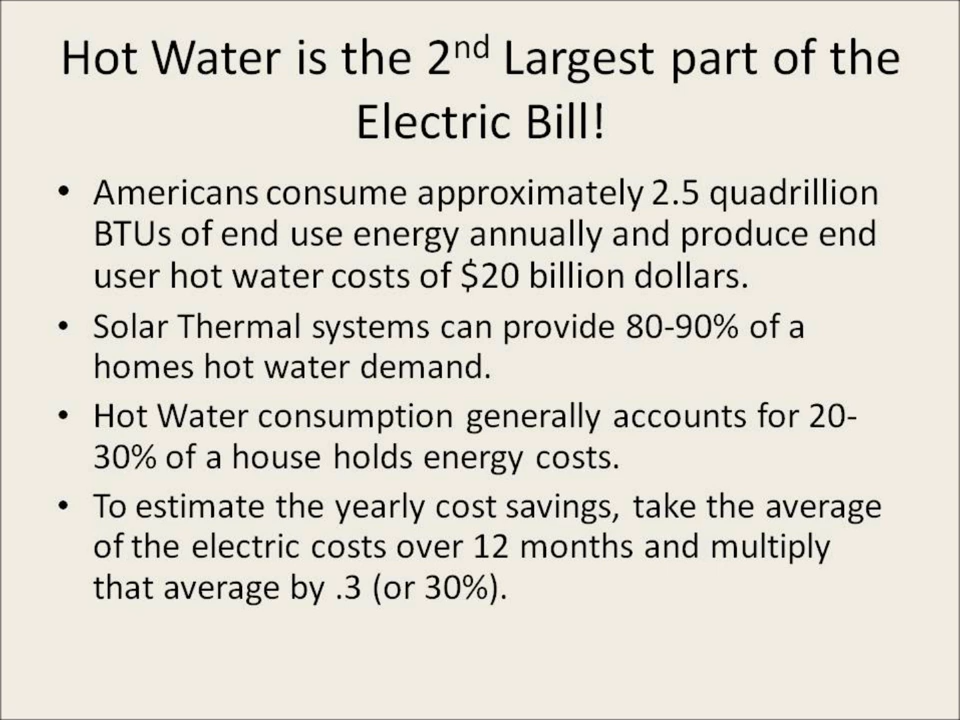 Hot Water is the 2nd Largest part of the
Electric Bill!
• Americans consume approximately 2.5 quadrillion
BTUs of end use energy annually and produce end
user hot water costs of $20 billion dollars.
• Solar Thermal systems can provide 80-90% of a
homes hot water demand.
• Hot Water consumption generally accounts for 20-
30% of a house holds energy costs.
• To estimate the yearly cost savings, take the average
of the electric costs over 12 months and multiply
that average by .3 (or 30%).